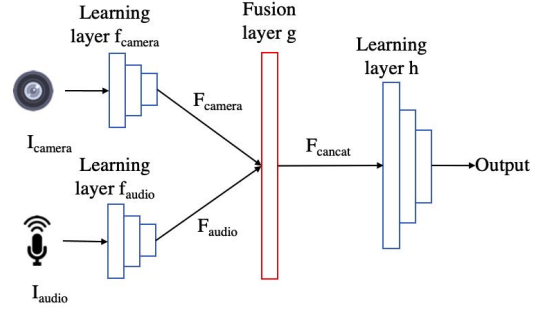 Learning
layer f_camera
Fusion
layer g
Learning
layer h
F_camera
I_camera
F_cancat
Output
Learning
layer f_audio
F_audio
I_audio